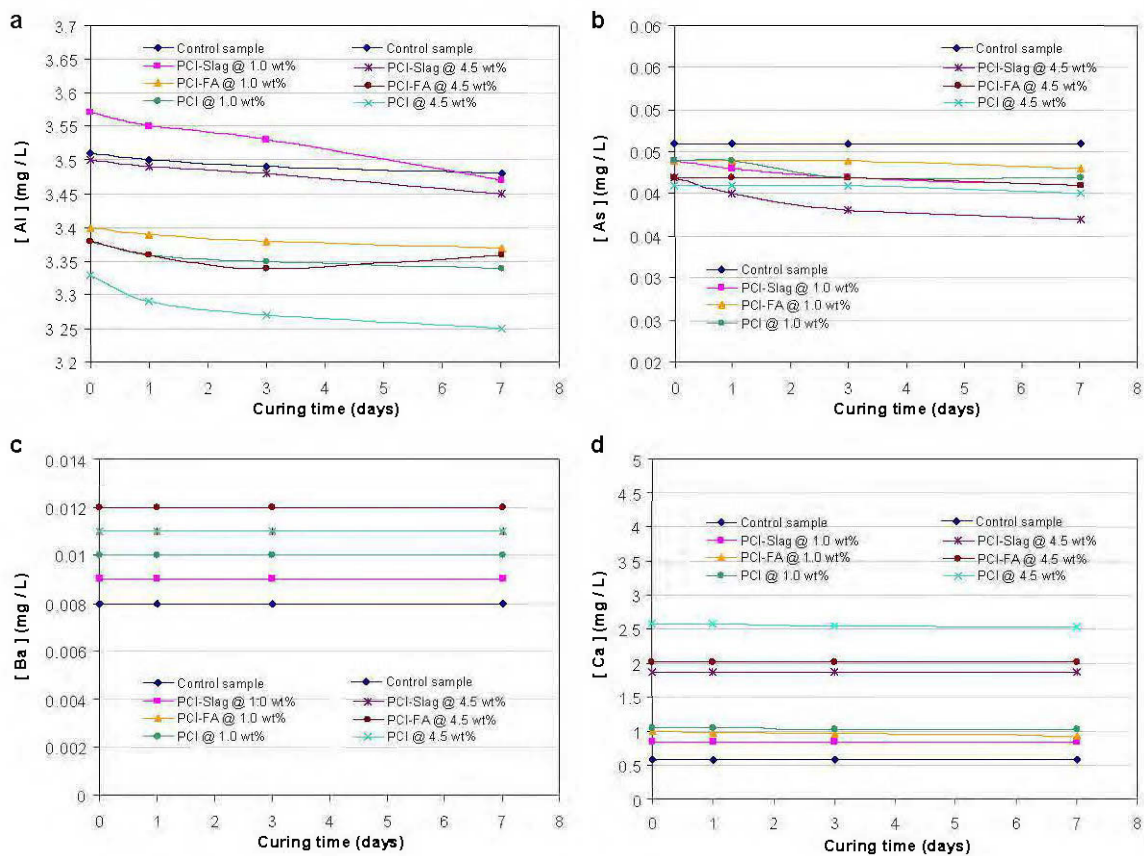 a
3.7
3.65
3.6
3.55
3.5
3.45
3.4
3.35
3.3
3.25
3.2
[ Al ] (mg / L)
Control sample
PCI-Slag @ 1.0 wt%
PCI-FA @ 1.0 wt%
PCI @ 1.0 wt%
Control sample
PCI-Slag @ 4.5 wt%
PCI-FA @ 4.5 wt%
PCI @ 4.5 wt%
0 1 2 3 4 5 6 7 8
Curing time (days)
b
0.06
0.06
0.05
0.05
0.04
0.04
0.03
0.03
0.02
[ As ] (mg / L)
Control sample
PCI-Slag @ 4.5 wt%
PCI-FA @ 4.5 wt%
PCI @ 4.5 wt%
Control sample
PCI-Slag @ 1.0 wt%
PCI-FA @ 1.0 wt%
PCI @ 1.0 wt%
0 1 2 3 4 5 6 7 8
Curing time (days)
c
0.014
0.012
0.01
0.008
0.006
0.004
0.002
0
[ Ba ] (mg / L)
Control sample
PCI-Slag @ 1.0 wt%
PCI-FA @ 1.0 wt%
PCI @ 1.0 wt%
Control sample
PCI-Slag @ 4.5 wt%
PCI-FA @ 4.5 wt%
PCI @ 4.5 wt%
0 1 2 3 4 5 6 7 8
Curing time (days)
d
5
4.5
4
3.5
3
2.5
2
1.5
1
0.5
0
[ Ca ] (mg / L)
Control sample
PCI-Slag @ 1.0 wt%
PCI-FA @ 1.0 wt%
PCI @ 1.0 wt%
Control sample
PCI-Slag @ 4.5 wt%
PCI-FA @ 4.5 wt%
PCI @ 4.5 wt%
0 1 2 3 4 5 6 7 8
Curing time (days)